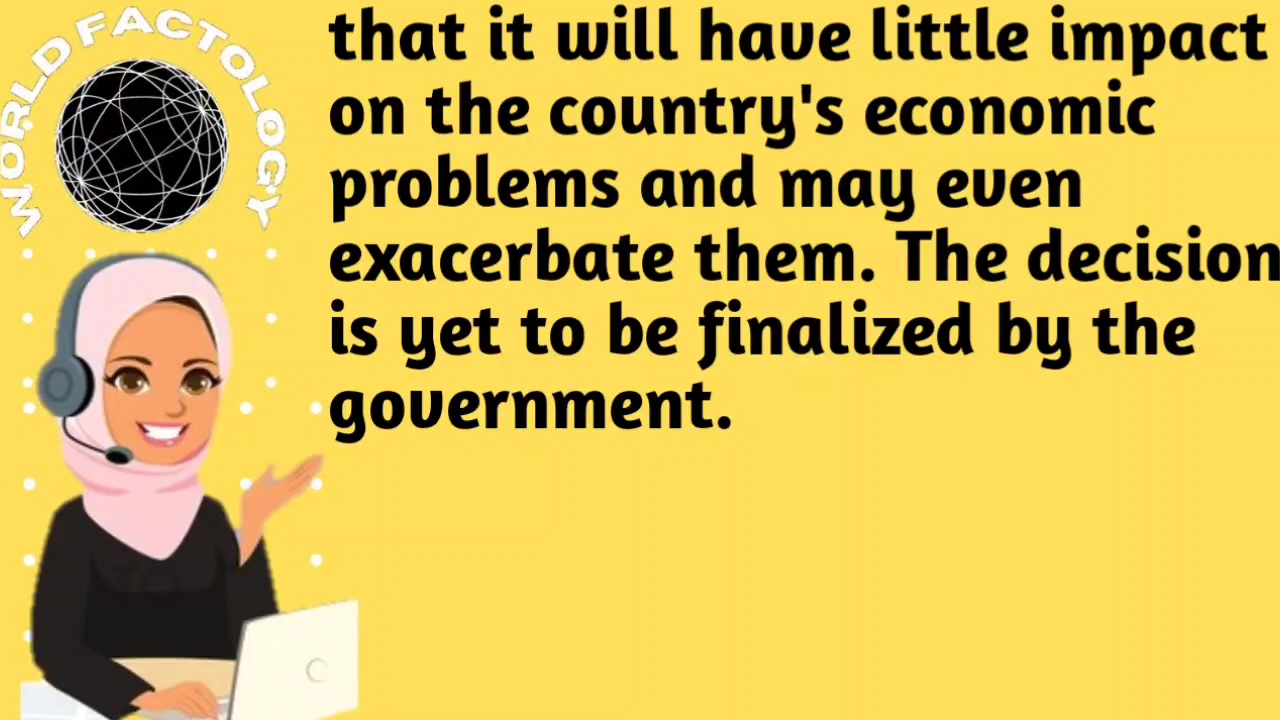 WORLD FACTOLOGY
that it will have little impact
on the country's economic
problems and may even
exacerbate them. The decision
is yet to be finalized by the
government.